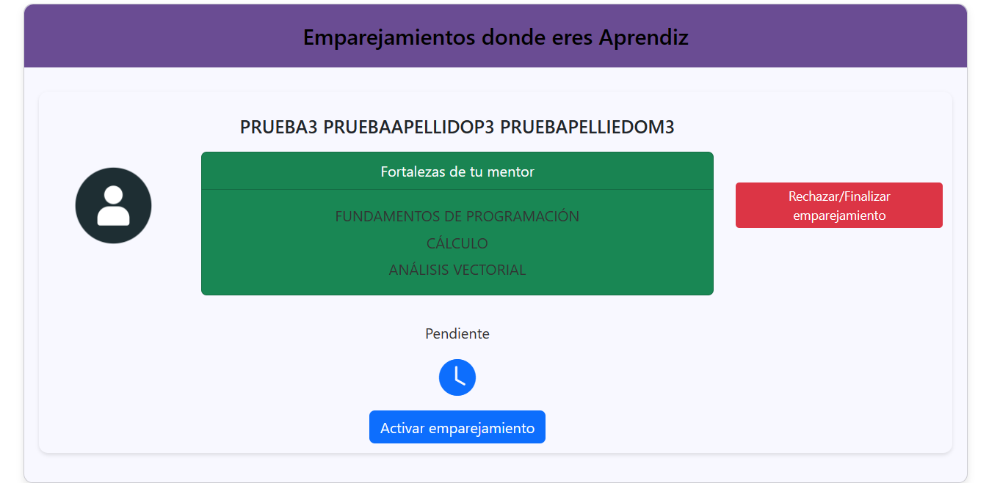 Emparejamientos donde eres Aprendiz
PRUEBA3 PRUEBAAPELLIDOP3 PRUEBAPELLIEDOM3
Fortalezas de tu mentor
FUNDAMENTOS DE PROGRAMACIÓN
CÁLCULO
ANÁLISIS VECTORIAL
Rechazar/Finalizar
emparejamiento
Pendiente
Activar emparejamiento